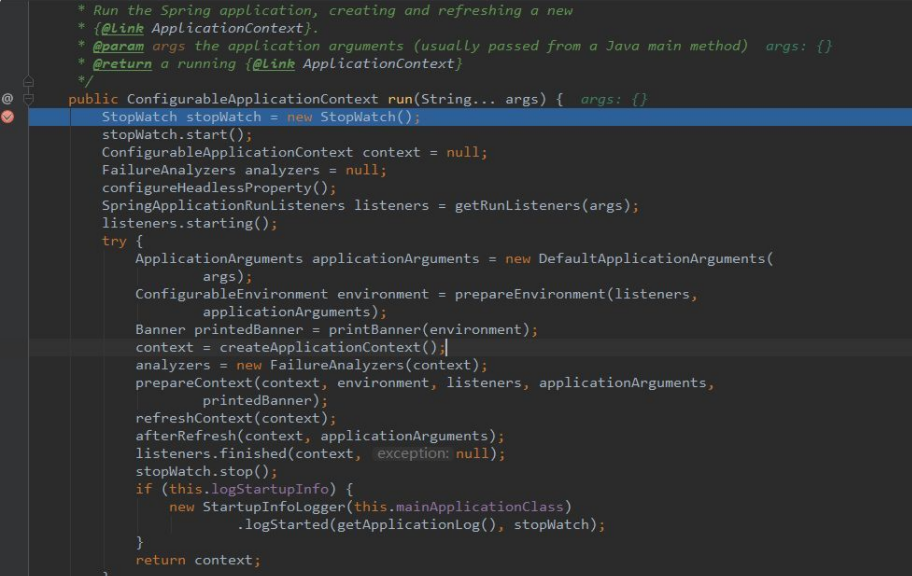 * Run the Spring application, creating and refreshing a new
* {@link ApplicationContext}.
* @param args the application arguments (usually passed from a Java main method)  args: {}
* @return a running {@link ApplicationContext}
*/
@ public ConfigurableApplicationContext run(String... args) {  args: {}
StopWatch stopWatch = new StopWatch();
stopWatch.start();
ConfigurableApplicationContext context = null;
FailureAnalyzers analyzers = null;
configureHeadlessProperty();
SpringApplicationRunListeners listeners = getRunListeners(args);
listeners.starting();
try {
ApplicationArguments applicationArguments = new DefaultApplicationArguments(
args);
ConfigurableEnvironment environment = prepareEnvironment(listeners,
applicationArguments);
Banner printedBanner = printBanner(environment);
context = createApplicationContext();
analyzers = new FailureAnalyzers(context);
prepareContext(context, environment, listeners, applicationArguments,
printedBanner);
refreshContext(context);
afterRefresh(context, applicationArguments);
listeners.finished(context, exception: null);
stopWatch.stop();
if (this.logStartupInfo) {
new StartupInfoLogger(this.mainApplicationClass)
.logStarted(getApplicationLog(), stopWatch);
}
return context;